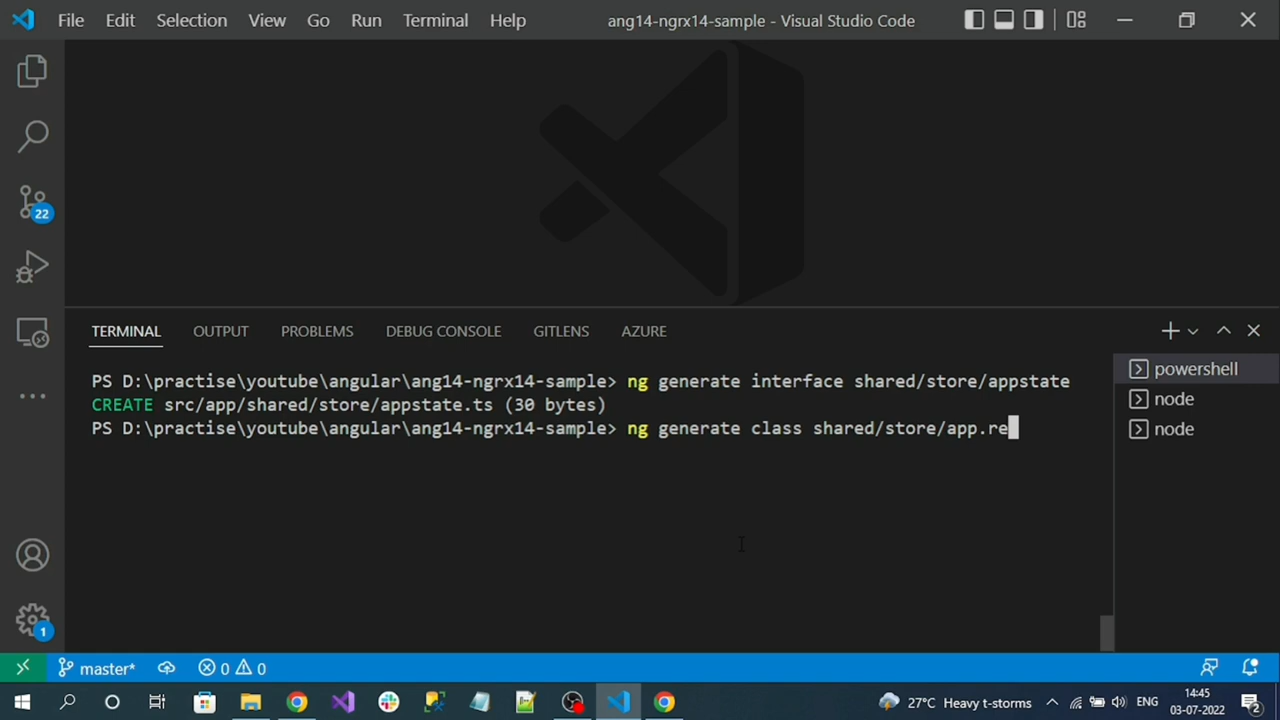 File Edit Selection View Go Run Terminal Help ang14-ngrx14-sample - Visual Studio Code
22
TERMINAL OUTPUT PROBLEMS DEBUG CONSOLE GITLENS AZURE
PS D:\practise\youtube\angular\ang14-ngrx14-sample> ng generate interface shared/store/appstate
CREATE src/app/shared/store/appstate.ts (30 bytes)
PS D:\practise\youtube\angular\ang14-ngrx14-sample> ng generate class shared/store/app.re
powershell
node
node
1
master* 0 0
27°C Heavy t-storms ENG 14:45
03-07-2022 2